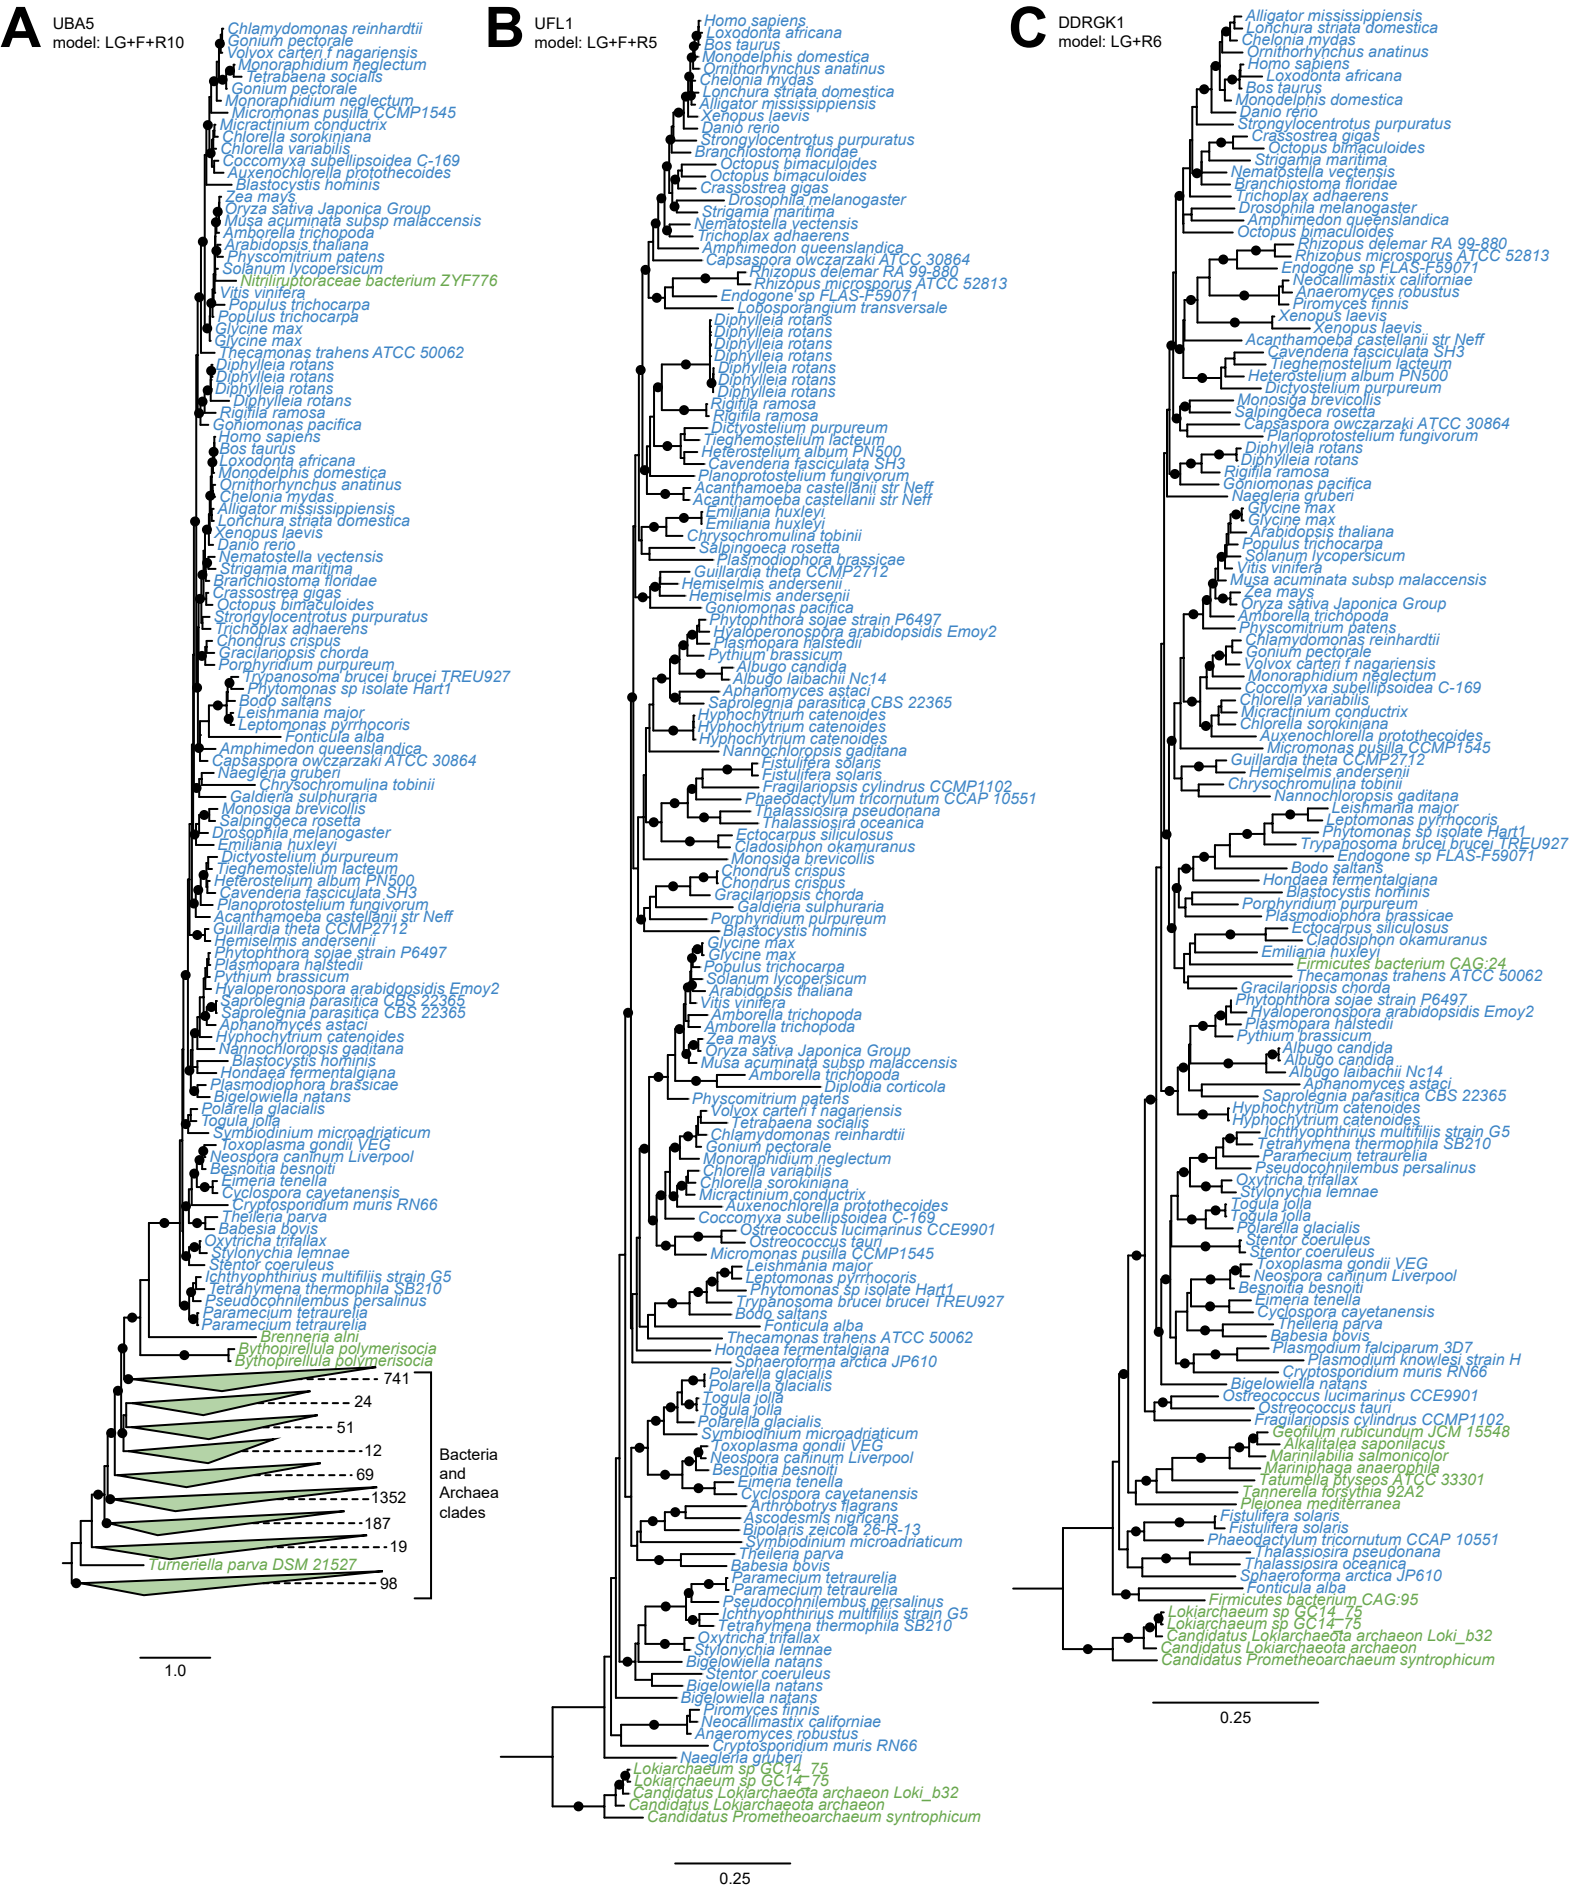 A
UBA5
model: LG+F+R10
Chlamydomonas reinhardtii
Gonium pectorale
Volvox carteri f nagariensis
Monoraphidium neglectum
Tetrabaena socialis
Gonium pectorale
Monoraphidium neglectum
Micromonas pusilla CCMP1545
Micractinium conductrix
Chlorella sorokiniana
Chlorella variabilis
Coccomyxa subellipsoidea C-169
Auxenochlorella protothecoides
Blastocystis hominis
Zea mays
Oryza sativa Japonica Group
Musa acuminata subsp malaccensis
Amborella trichopoda
Arabidopsis thaliana
Physcomitrium patens
Solanum lycopersicum
Nitriliruptoraceae bacterium ZYF776
Vitis vinifera
Populus trichocarpa
Populus trichocarpa
Glycine max
Glycine max
Thecamonas trahens ATCC 50062
Diphylleia rotans
Diphylleia rotans
Diphylleia rotans
Diphylleia rotans
Rigifila ramosa
Goniomonas pacifica
Homo sapiens
Bos taurus
Loxodonta africana
Monodelphis domestica
Ornithorhynchus anatinus
Chelonia mydas
Alligator mississippiensis
Lonchura striata domestica
Xenopus laevis
Danio rerio
Nematostella vectensis
Strigamia maritima
Branchiostoma floridae
Crassostrea gigas
Octopus bimaculoides
Strongylocentrotus purpuratus
Trichoplax adhaerens
Chondrus crispus
Gracilariopsis chorda
Porphyridium purpureum
Trypanosoma brucei brucei TREU927
Phytomonas sp isolate Hart1
Bodo saltans
Leishmania major
Leptomonas pyrrhocoris
Fonticula alba
Amphimedon queenslandica
Capsaspora owczarzaki ATCC 30864
Naegleria gruberi
Chrysochromulina tobinii
Galdieria sulphuraria
Monosiga brevicollis
Salpingoeca rosetta
Drosophila melanogaster
Emiliania huxleyi
Dictyostelium purpureum
Tieghemostelium lacteum
Heterostelium album PN500
Cavenderia fasciculata SH3
Planoprotostelium fungivorum
Acanthamoeba castellanii str Neff
Guillardia theta CCMP2712
Hemiselmis andersenii
Phytophthora sojae strain P6497
Plasmopara halstedii
Pythium brassicum
Hyaloperonospora arabidopsidis Emoy2
Saprolegnia parasitica CBS 22365
Saprolegnia parasitica CBS 22365
Aphanomyces astaci
Hyphochytrium catenoides
Nannochloropsis gaditana
Blastocystis hominis
Hondaea fermentalgiana
Plasmodiophora brassicae
Bigelowiella natans
Polarella glacialis
Togula jolla
Symbiodinium microadriaticum
Toxoplasma gondii VEG
Neospora caninum Liverpool
Besnoitia besnoiti
Eimeria tenella
Cyclospora cayetanensis
Cryptosporidium muris RN66
Theileria parva
Babesia bovis
Oxytricha trifallax
Stylonychia lemnae
Stentor coeruleus
Ichthyophthirius multifiliis strain G5
Tetrahymena thermophila SB210
Pseudocohnilembus persalinus
Paramecium tetraurelia
Paramecium tetraurelia
Brenneria alni
Bythopirellula polymerisocia
Bythopirellula polymerisocia
741
24
51
12
69
1352
187
19
Turneriella parva DSM 21527
98
Bacteria
and
Archaea
clades
1.0
B
UFL1
model: LG+F+R5
Homo sapiens
Loxodonta africana
Bos taurus
Monodelphis domestica
Ornithorhynchus anatinus
Chelonia mydas
Lonchura striata domestica
Alligator mississippiensis
Xenopus laevis
Danio rerio
Strongylocentrotus purpuratus
Branchiostoma floridae
Octopus bimaculoides
Octopus bimaculoides
Crassostrea gigas
Drosophila melanogaster
Strigamia maritima
Nematostella vectensis
Trichoplax adhaerens
Amphimedon queenslandica
Capsaspora owczarzaki ATCC 30864
Rhizopus delemar RA 99-880
Rhizopus microsporus ATCC 52813
Endogone sp FLAS-F59071
Lobosporangium transversale
Diphylleia rotans
Diphylleia rotans
Diphylleia rotans
Diphylleia rotans
Diphylleia rotans
Diphylleia rotans
Diphylleia rotans
Rigifila ramosa
Rigifila ramosa
Dictyostelium purpureum
Tieghemostelium lacteum
Heterostelium album PN500
Cavenderia fasciculata SH3
Planoprotostelium fungivorum
Acanthamoeba castellanii str Neff
Acanthamoeba castellanii str Neff
Emiliania huxleyi
Emiliania huxleyi
Chrysochromulina tobinii
Salpingoeca rosetta
Plasmodiophora brassicae
Guillardia theta CCMP2712
Hemiselmis andersenii
Hemiselmis andersenii
Goniomonas pacifica
Phytophthora sojae strain P6497
Hyaloperonospora arabidopsidis Emoy2
Plasmopara halstedii
Pythium brassicum
Albugo candida
Albugo laibachii Nc14
Aphanomyces astaci
Saprolegnia parasitica CBS 22365
Hyphochytrium catenoides
Hyphochytrium catenoides
Hyphochytrium catenoides
Nannochloropsis gaditana
Fistulifera solaris
Fistulifera solaris
Fragilariopsis cylindrus CCMP1102
Phaeodactylum tricornutum CCAP 10551
Thalassiosira pseudonana
Thalassiosira oceanica
Ectocarpus siliculosus
Cladosiphon okamuranus
Monosiga brevicollis
Chondrus crispus
Chondrus crispus
Gracilariopsis chorda
Galdieria sulphuraria
Porphyridium purpureum
Blastocystis hominis
Glycine max
Glycine max
Populus trichocarpa
Solanum lycopersicum
Arabidopsis thaliana
Vitis vinifera
Amborella trichopoda
Amborella trichopoda
Zea mays
Oryza sativa Japonica Group
Musa acuminata subsp malaccensis
Amborella trichopoda
Diplodia corticola
Physcomitrium patens
Volvox carteri f nagariensis
Tetrabaena socialis
Chlamydomonas reinhardtii
Gonium pectorale
Monoraphidium neglectum
Chlorella variabilis
Chlorella sorokiniana
Micractinium conductrix
Auxenochlorella protothecoides
Coccomyxa subellipsoidea C-169
Ostreococcus lucimarinus CCE9901
Ostreococcus tauri
Micromonas pusilla CCMP1545
Leishmania major
Leptomonas pyrrhocoris
Phytomonas sp isolate Hart1
Trypanosoma brucei brucei TREU927
Bodo saltans
Fonticula alba
Thecamonas trahens ATCC 50062
Hondaea fermentalgiana
Sphaeroforma arctica JP610
Polarella glacialis
Polarella glacialis
Togula jolla
Togula jolla
Polarella glacialis
Symbiodinium microadriaticum
Toxoplasma gondii VEG
Neospora caninum Liverpool
Besnoitia besnoiti
Eimeria tenella
Cyclospora cayetanensis
Arthrobotrys flagrans
Ascodesmis nigricans
Bipolaris zeicola 26-R-13
Symbiodinium microadriaticum
Theileria parva
Babesia bovis
Paramecium tetraurelia
Paramecium tetraurelia
Pseudocohnilembus persalinus
Ichthyophthirius multifiliis strain G5
Tetrahymena thermophila SB210
Oxytricha trifallax
Stylonychia lemnae
Bigelowiella natans
Stentor coeruleus
Bigelowiella natans
Bigelowiella natans
Piromyces finnis
Neocallimastix californiae
Anaeromyces robustus
Cryptosporidium muris RN66
Naegleria gruberi
Lokiarchaeum sp GC14_75
Lokiarchaeum sp GC14_75
Candidatus Lokiarchaeota archaeon Loki_b32
Candidatus Lokiarchaeota archaeon
Candidatus Prometheoarchaeum syntrophicum
0.25
C
DDRGK1
model: LG+R6
Alligator mississippiensis
Lonchura striata domestica
Chelonia mydas
Ornithorhynchus anatinus
Homo sapiens
Loxodonta africana
Bos taurus
Monodelphis domestica
Danio rerio
Strongylocentrotus purpuratus
Crassostrea gigas
Octopus bimaculoides
Strigamia maritima
Nematostella vectensis
Branchiostoma floridae
Trichoplax adhaerens
Drosophila melanogaster
Amphimedon queenslandica
Octopus bimaculoides
Rhizopus delemar RA 99-880
Rhizopus microsporus ATCC 52813
Endogone sp FLAS-F59071
Neocallimastix californiae
Anaeromyces robustus
Piromyces finnis
Xenopus laevis
Xenopus laevis
Acanthamoeba castellanii str Neff
Cavenderia fasciculata SH3
Tieghemostelium lacteum
Heterostelium album PN500
Dictyostelium purpureum
Monosiga brevicollis
Salpingoeca rosetta
Capsaspora owczarzaki ATCC 30864
Planoprotostelium fungivorum
Diphylleia rotans
Diphylleia rotans
Rigifila ramosa
Goniomonas pacifica
Naegleria gruberi
Glycine max
Glycine max
Arabidopsis thaliana
Populus trichocarpa
Solanum lycopersicum
Vitis vinifera
Musa acuminata subsp malaccensis
Zea mays
Oryza sativa Japonica Group
Amborella trichopoda
Physcomitrium patens
Chlamydomonas reinhardtii
Gonium pectorale
Volvox carteri f nagariensis
Monoraphidium neglectum
Coccomyxa subellipsoidea C-169
Chlorella variabilis
Micractinium conductrix
Chlorella sorokiniana
Auxenochlorella protothecoides
Micromonas pusilla CCMP1545
Guillardia theta CCMP2712
Hemiselmis andersenii
Chrysochromulina tobinii
Nannochloropsis gaditana
Leishmania major
Leptomonas pyrrhocoris
Phytomonas sp isolate Hart1
Trypanosoma brucei brucei TREU927
Endogone sp FLAS-F59071
Bodo saltans
Hondaea fermentalgiana
Blastocystis hominis
Porphyridium purpureum
Plasmodiophora brassicae
Ectocarpus siliculosus
Cladosiphon okamuranus
Emiliania huxleyi
Firmicutes bacterium CAG:24
Thecamonas trahens ATCC 50062
Gracilariopsis chorda
Phytophthora sojae strain P6497
Hyaloperonospora arabidopsidis Emoy2
Plasmopara halstedii
Pythium brassicum
Albugo candida
Albugo candida
Albugo laibachii Nc14
Aphanomyces astaci
Saprolegnia parasitica CBS 22365
Hyphochytrium catenoides
Hyphochytrium catenoides
Ichthyophthirius multifiliis strain G5
Tetrahymena thermophila SB210
Paramecium tetraurelia
Pseudocohnilembus persalinus
Oxytricha trifallax
Stylonychia lemnae
Togula jolla
Togula jolla
Polarella glacialis
Stentor coeruleus
Stentor coeruleus
Toxoplasma gondii VEG
Neospora caninum Liverpool
Besnoitia besnoiti
Eimeria tenella
Cyclospora cayetanensis
Theileria parva
Babesia bovis
Plasmodium falciparum 3D7
Plasmodium knowlesi strain H
Cryptosporidium muris RN66
Bigelowiella natans
Ostreococcus lucimarinus CCE9901
Ostreococcus tauri
Fragilariopsis cylindrus CCMP1102
Geofilum rubicundum JCM 15548
Alkalitalea saponilacus
Marinilabilia salmonicolor
Mariniphaga anaerophila
Tatumella ptyseos ATCC 33301
Tannerella forsythia 92A2
Pleionea mediterranea
Fistulifera solaris
Fistulifera solaris
Phaeodactylum tricornutum CCAP 10551
Thalassiosira pseudonana
Thalassiosira oceanica
Sphaeroforma arctica JP610
Fonticula alba
Firmicutes bacterium CAG:95
Lokiarchaeum sp GC14_75
Lokiarchaeum sp GC14_75
Candidatus Lokiarchaeota archaeon Loki_b32
Candidatus Lokiarchaeota archaeon
Candidatus Prometheoarchaeum syntrophicum
0.25